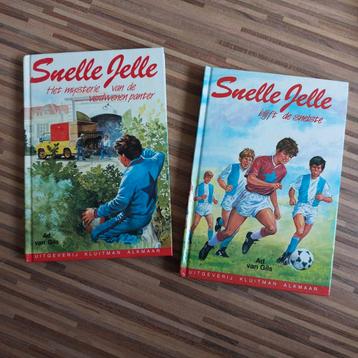 Snelle Jelle
Het mysterie van de
verdwenen panter
Ad
van Gils
UITGEVERIJ KLUITMAN ALKMAAR
Snelle Jelle
blijft de snelste
Ad
van Gils
UITGEVERIJ KLUITMAN ALKMAAR